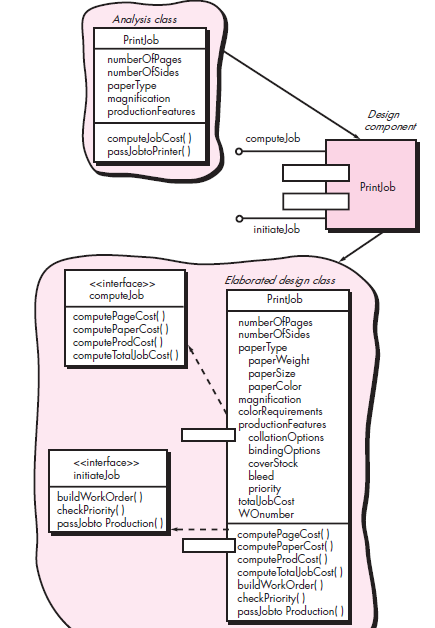 Analysis class
PrintJob
numberOfPages
numberOfSides
paperType
magnification
productionFeatures
computeJobCost( )
passJobtoPrinter( )
Design
component
computeJob
PrintJob
initiateJob
Elaborated design class
<<interface>>
computeJob
computePageCost( )
computePaperCost( )
computeProdCost( )
computeTotalJobCost( )
PrintJob
numberOfPages
numberOfSides
paperType
paperWeight
paperSize
paperColor
magnification
colorRequirements
productionFeatures
collationOptions
bindingOptions
coverStock
bleed
priority
totalJobCost
WOnumber
computePageCost( )
computePaperCost( )
computeProdCost( )
computeTotalJobCost( )
buildWorkOrder( )
checkPriority( )
passJobto Production( )
<<interface>>
initiateJob
buildWorkOrder( )
checkPriority( )
passJobto Production( )